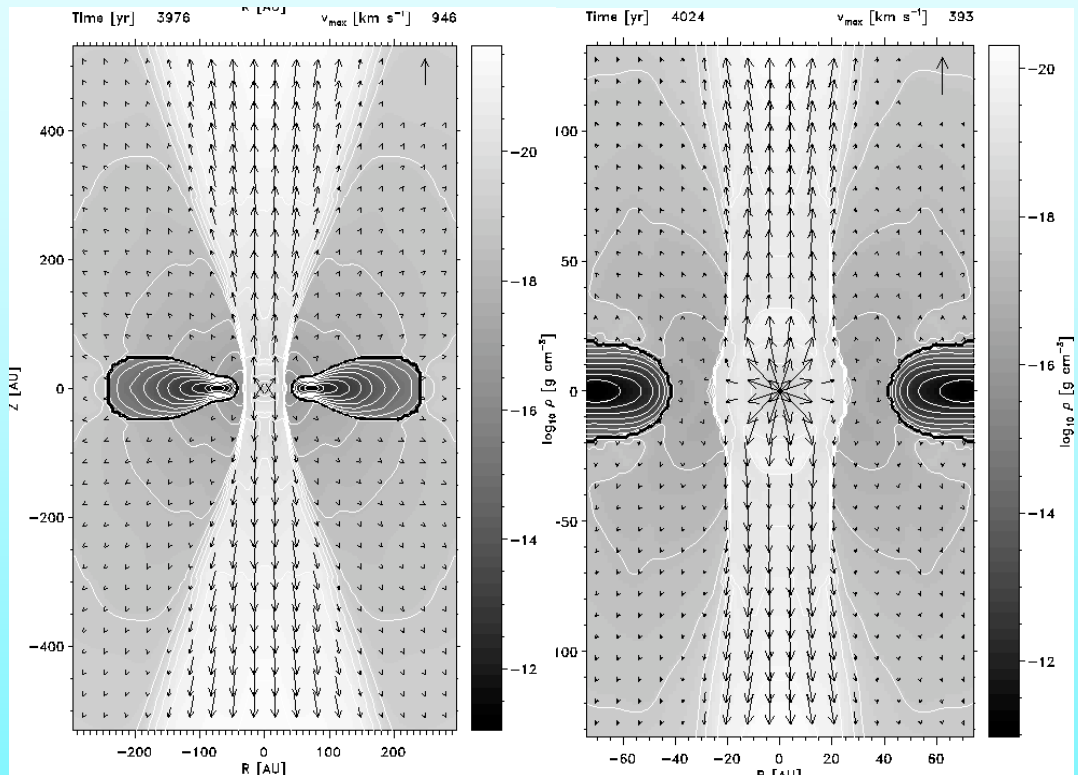 Time [yr] 3976 v_max [km s⁻¹] 946
400
200
0
-200
-400
-200 -100 0 100 200
R [AU]
Z [AU]
-20
-18
-16
-14
-12
log₁₀ ρ [g cm⁻³]
Time [yr] 4024 v_max [km s⁻¹] 393
100
50
0
-50
100
-60 -40 -20 0 20 40 60
R [AU]
-20
-18
-16
-14
-12
log₁₀ ρ [g cm⁻³]